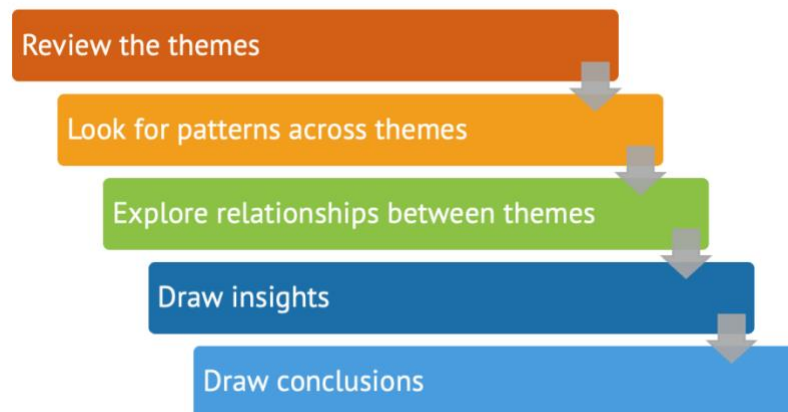 Review the themes
Look for patterns across themes
Explore relationships between themes
Draw insights
Draw conclusions